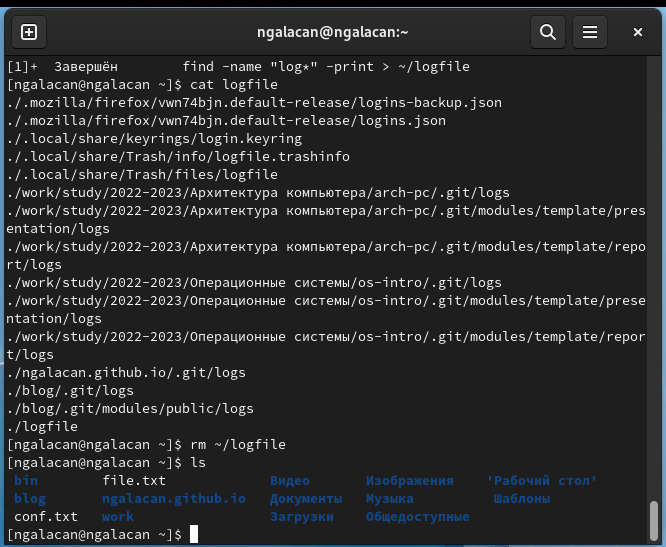 ngalacan@ngalacan:~
[1]+  Завершён        find -name "log*" -print > ~/logfile
[ngalacan@ngalacan ~]$ cat logfile
./.mozilla/firefox/vwn74bjn.default-release/logins-backup.json
./.mozilla/firefox/vwn74bjn.default-release/logins.json
./.local/share/keyrings/login.keyring
./.local/share/Trash/info/logfile.trashinfo
./.local/share/Trash/files/logfile
./work/study/2022-2023/Архитектура компьютера/arch-pc/.git/logs
./work/study/2022-2023/Архитектура компьютера/arch-pc/.git/modules/template/pres
entation/logs
./work/study/2022-2023/Архитектура компьютера/arch-pc/.git/modules/template/repo
rt/logs
./work/study/2022-2023/Операционные системы/os-intro/.git/logs
./work/study/2022-2023/Операционные системы/os-intro/.git/modules/template/prese
ntation/logs
./work/study/2022-2023/Операционные системы/os-intro/.git/modules/template/repor
t/logs
./ngalacan.github.io/.git/logs
./blog/.git/logs
./blog/.git/modules/public/logs
./logfile
[ngalacan@ngalacan ~]$ rm ~/logfile
[ngalacan@ngalacan ~]$ ls
bin        file.txt             Видео       Изображения    'Рабочий стол'
blog       ngalacan.github.io   Документы   Музыка          Шаблоны
conf.txt   work                 Загрузки    Общедоступные
[ngalacan@ngalacan ~]$